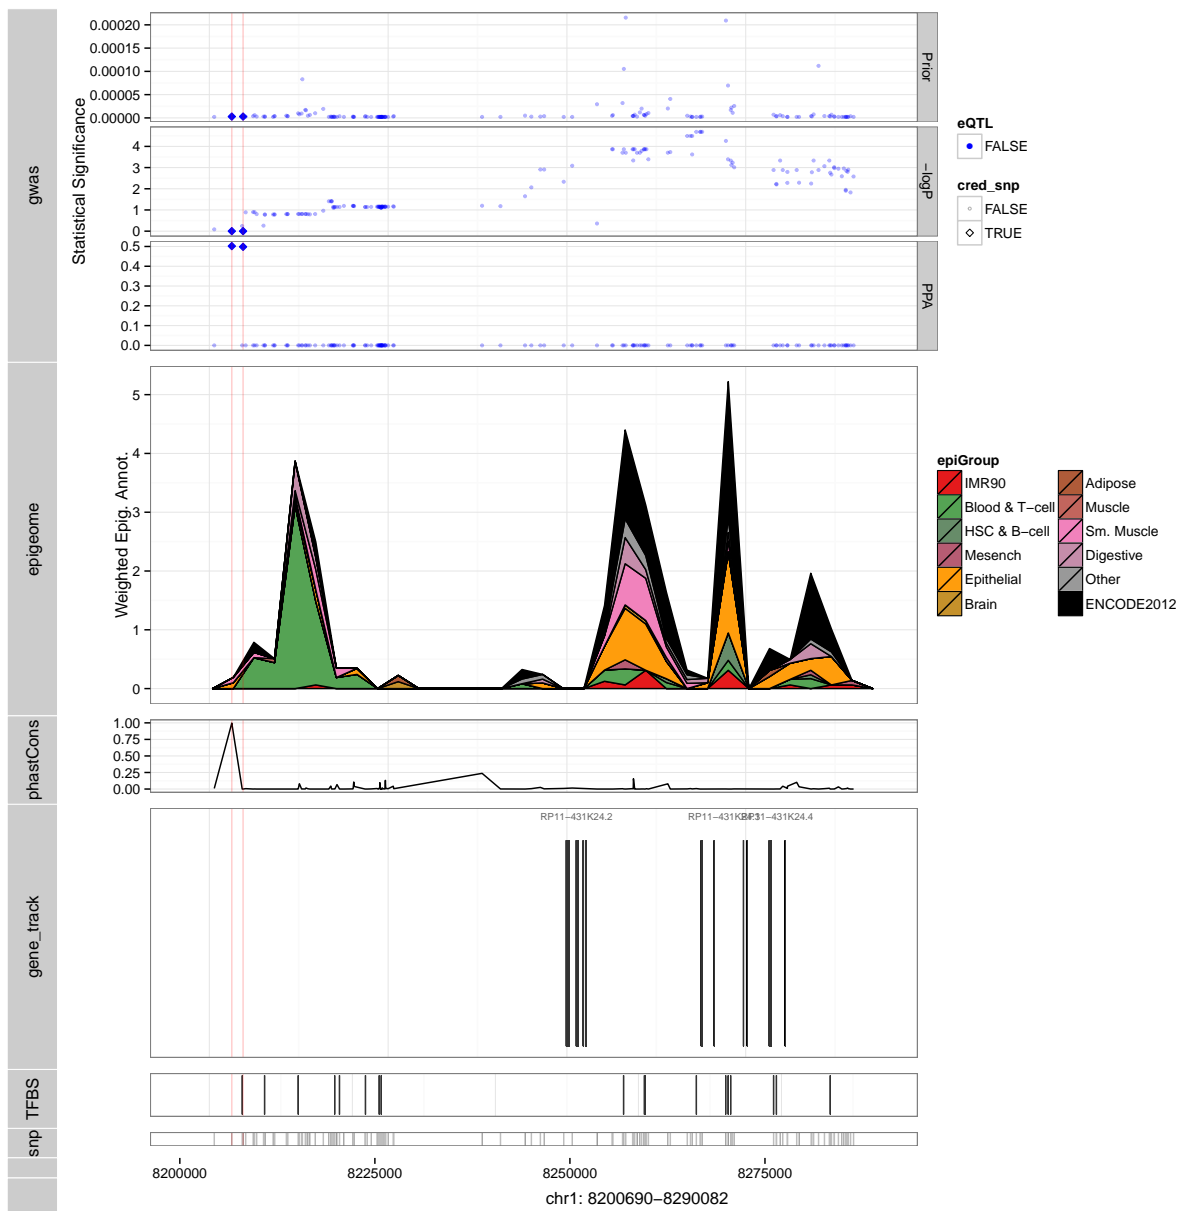 gwas
Statistical Significance
0.00020
0.00015
0.00010
0.00005
0.00000
Prior
4
3
2
1
0
−logP
0.5
0.4
0.3
0.2
0.1
0.0
PPA
eQTL
FALSE
cred_snp
FALSE
TRUE
epigeome
Weighted Epig. Annot.
5
4
3
2
1
0
epiGroup
IMR90
Blood & T−cell
HSC & B−cell
Mesench
Epithelial
Brain
Adipose
Muscle
Sm. Muscle
Digestive
Other
ENCODE2012
phastCons
1.00
0.75
0.50
0.25
0.00
gene_track
RP11−431K24.2
RP11−431K24.4
TFBS
snp
8200000 8225000 8250000 8275000
chr1: 8200690−8290082